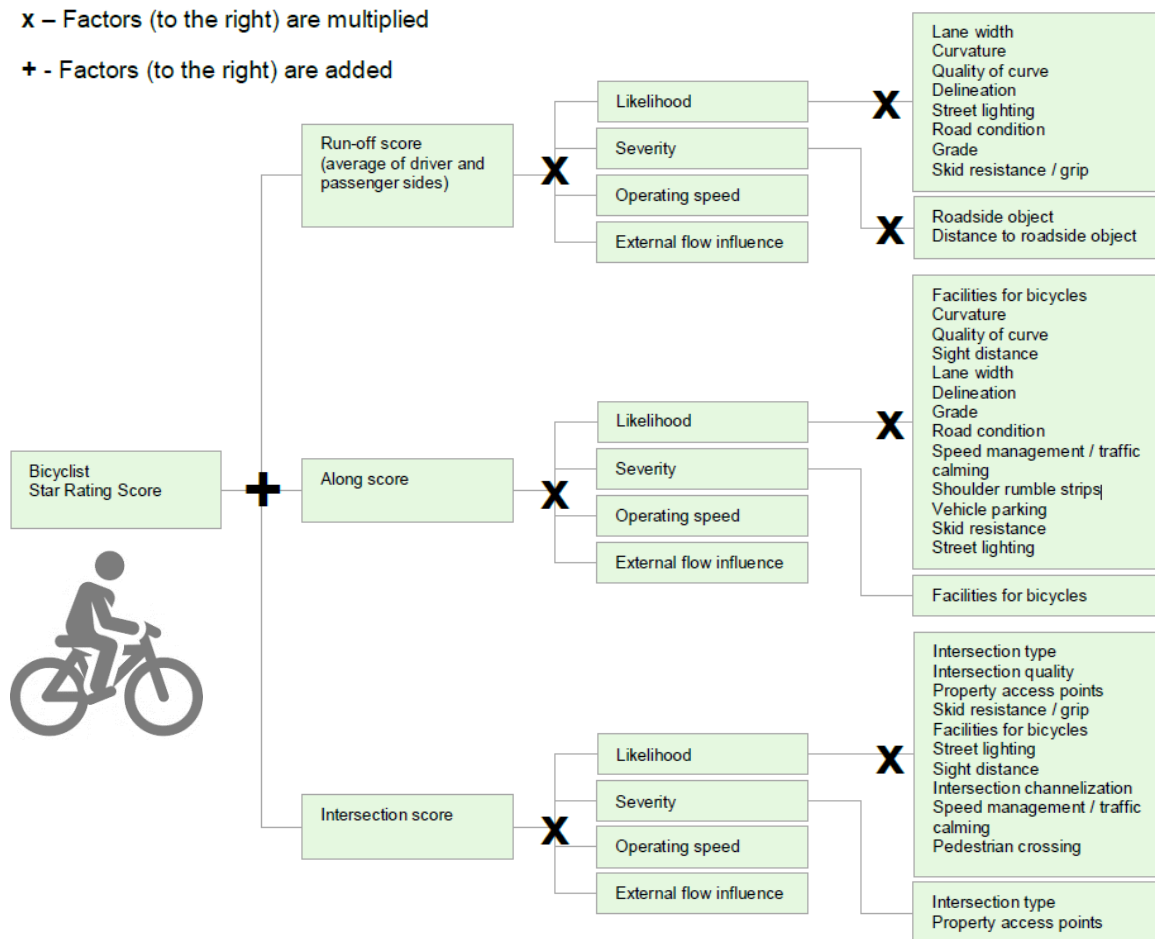 x – Factors (to the right) are multiplied
+ - Factors (to the right) are added
Bicyclist
Star Rating Score
+
Run-off score
(average of driver and
passenger sides)
x
Likelihood
Severity
Operating speed
External flow influence
x
Lane width
Curvature
Quality of curve
Delineation
Street lighting
Road condition
Grade
Skid resistance / grip
x
Roadside object
Distance to roadside object
Along score
x
Likelihood
Severity
Operating speed
External flow influence
x
Facilities for bicycles
Curvature
Quality of curve
Sight distance
Lane width
Delineation
Grade
Road condition
Speed management / traffic
calming
Shoulder rumble strips
Vehicle parking
Skid resistance
Street lighting
Facilities for bicycles
Intersection score
x
Likelihood
Severity
Operating speed
External flow influence
x
Intersection type
Intersection quality
Property access points
Skid resistance / grip
Facilities for bicycles
Street lighting
Sight distance
Intersection channelization
Speed management / traffic
calming
Pedestrian crossing
Intersection type
Property access points